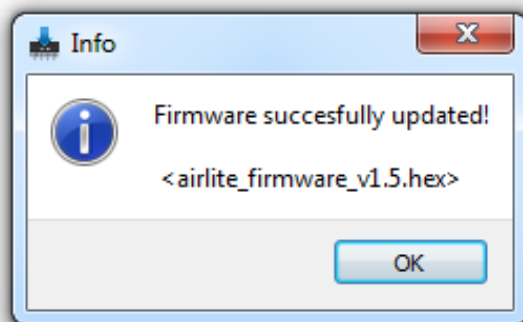 Info
Firmware succesfully updated!
<airlite_firmware_v1.5.hex>
OK